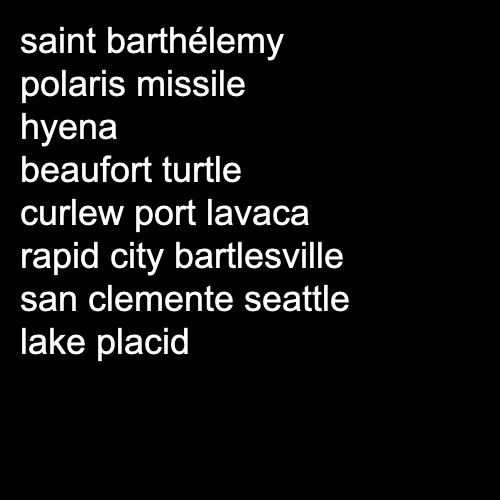 saint barthélemy
polaris missile
hyena
beaufort turtle
curlew port lavaca
rapid city bartlesville
san clemente seattle
lake placid